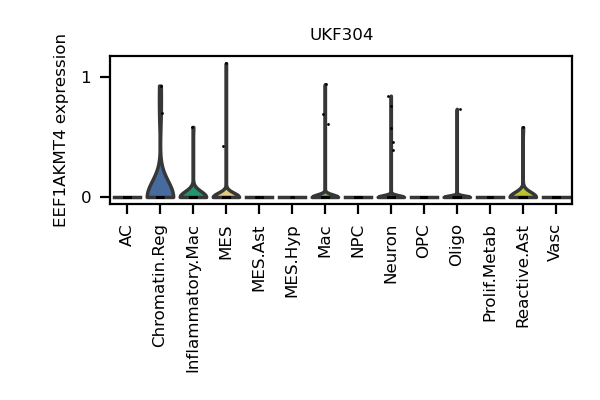 UKF304
EEF1AKMT4 expression
1
0
AC
Chromatin.Reg
Inflammatory.Mac
MES
MES.Ast
MES.Hyp
Mac
NPC
Neuron
OPC
Oligo
Prolif.Metab
Reactive.Ast
Vasc